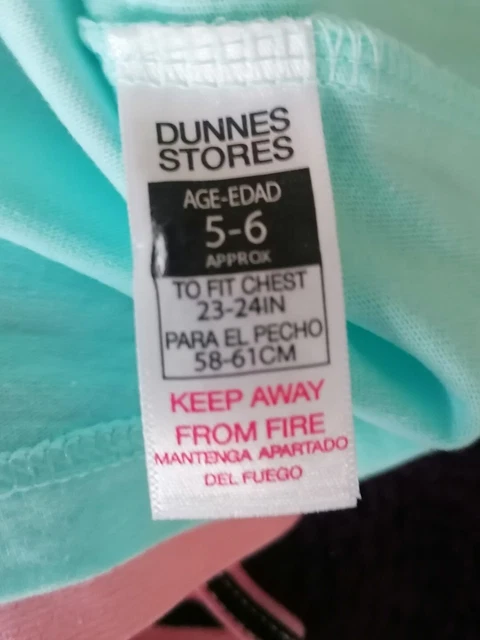 DUNNES
STORES
AGE-EDAD
5-6
APPROX
TO FIT CHEST
23-24IN
PARA EL PECHO
58-61CM
KEEP AWAY
FROM FIRE
MANTENGA APARTADO
DEL FUEGO